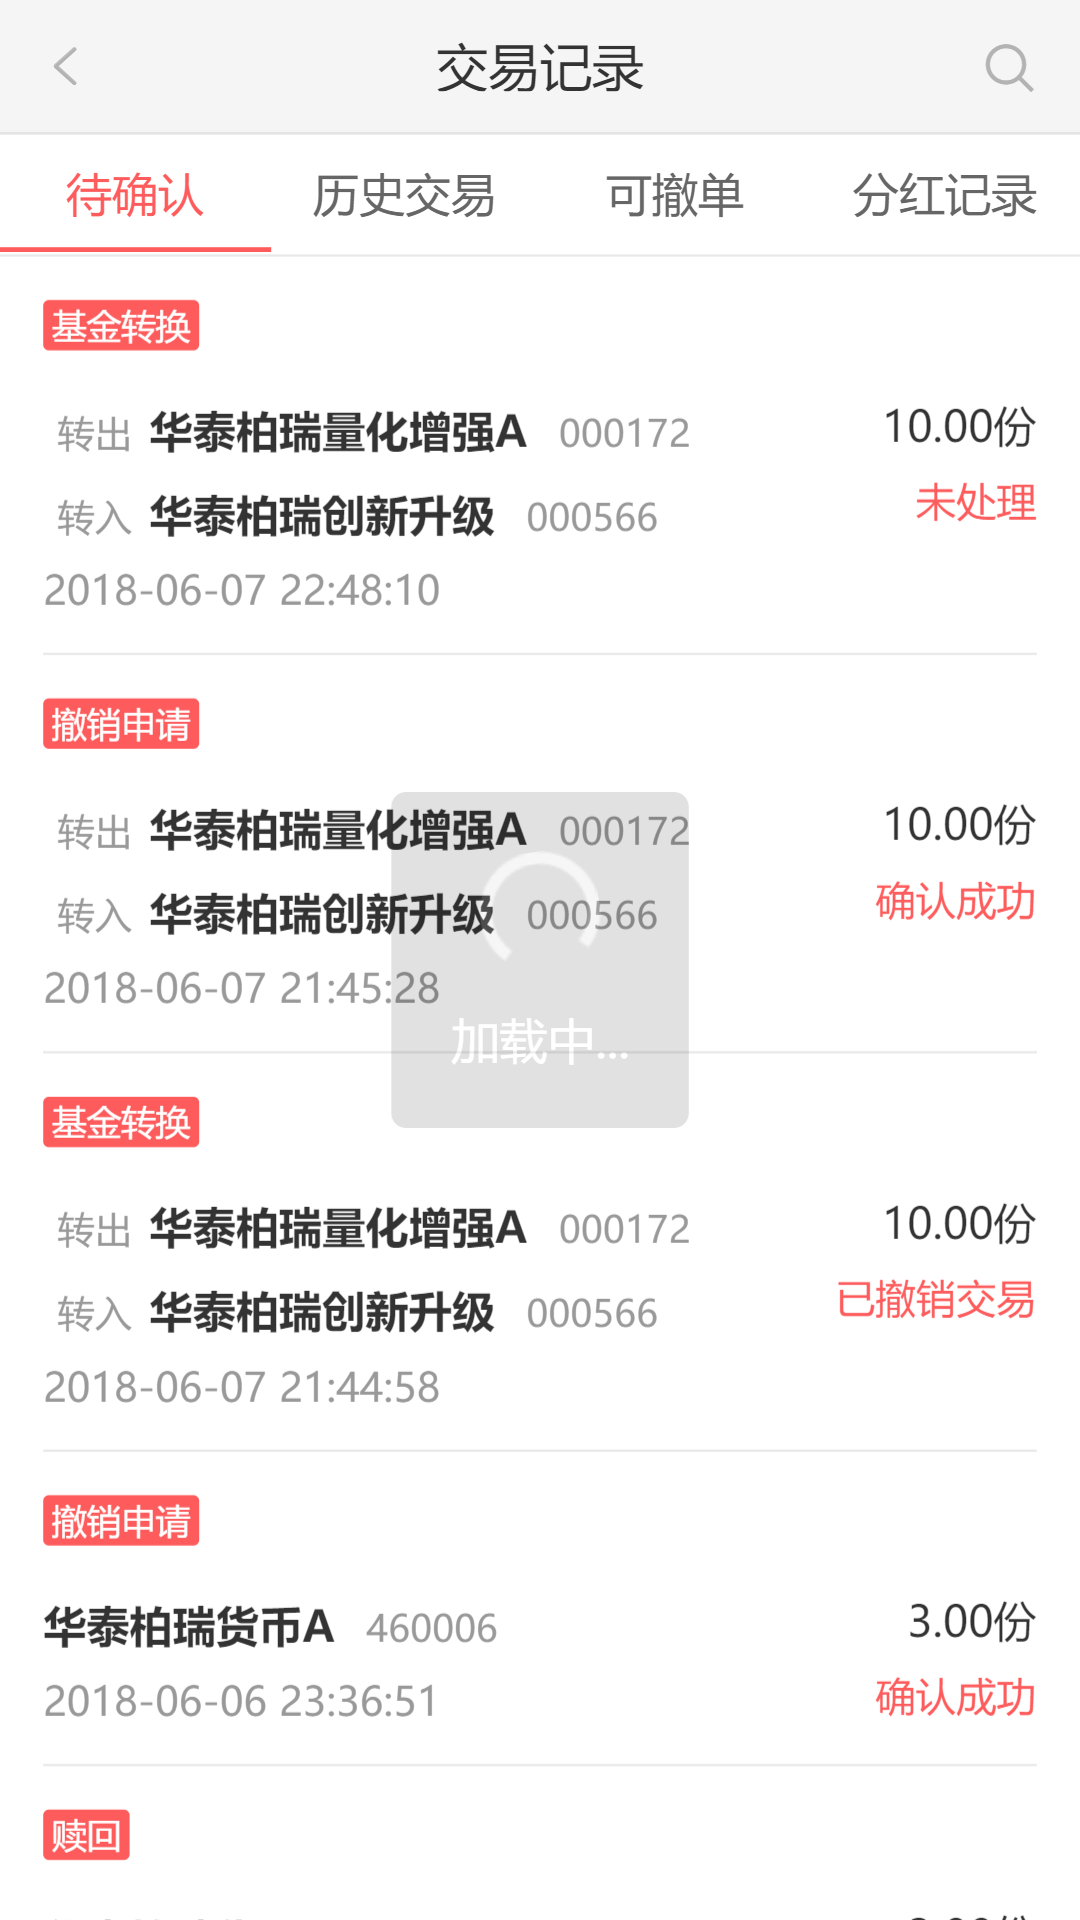 交易记录
待确认 历史交易 可撤单 分红记录
基金转换
转出 华泰柏瑞量化增强A 000172 10.00份
转入 华泰柏瑞创新升级 000566 未处理
2018-06-07 22:48:10
撤销申请
转出 华泰柏瑞量化增强A 000172 10.00份
转入 华泰柏瑞创新升级 000566 确认成功
2018-06-07 21:45:28
加载中...
基金转换
转出 华泰柏瑞量化增强A 000172 10.00份
转入 华泰柏瑞创新升级 000566 已撤销交易
2018-06-07 21:44:58
撤销申请
华泰柏瑞货币A 460006 3.00份
2018-06-06 23:36:51 确认成功
赎回